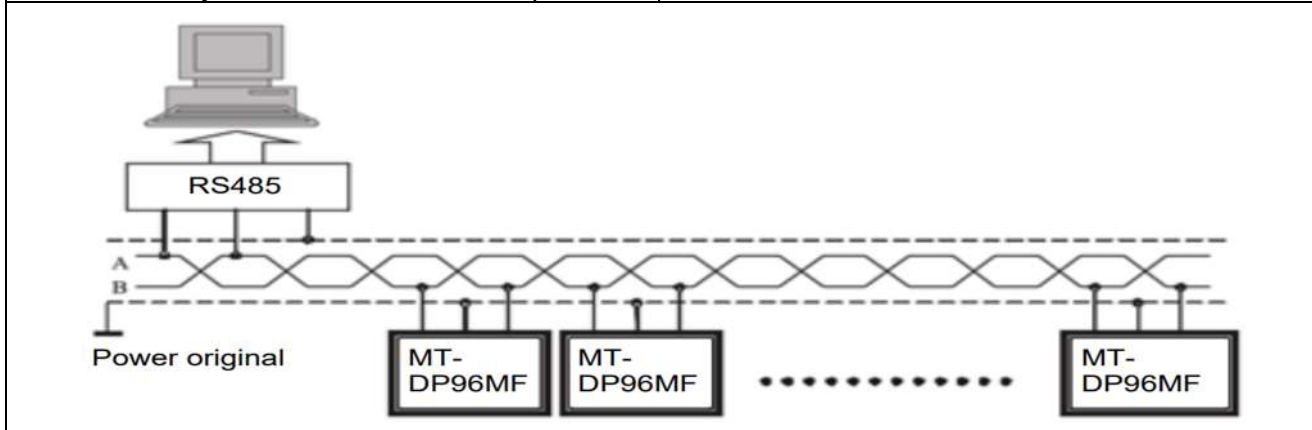 RS485
A
B
Power original
MT-
DP96MF
MT-
DP96MF
MT-
DP96MF